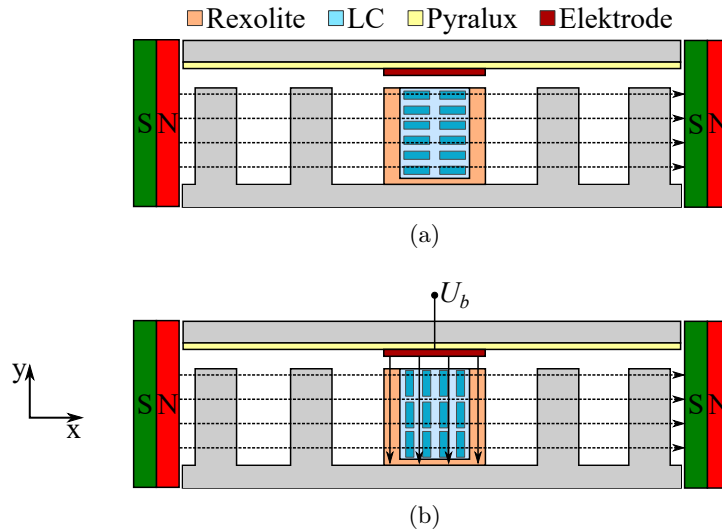 Rexolite LC Pyralux Elektrode
S N S N
(a)
U_b
y
x
S N S N
(b)